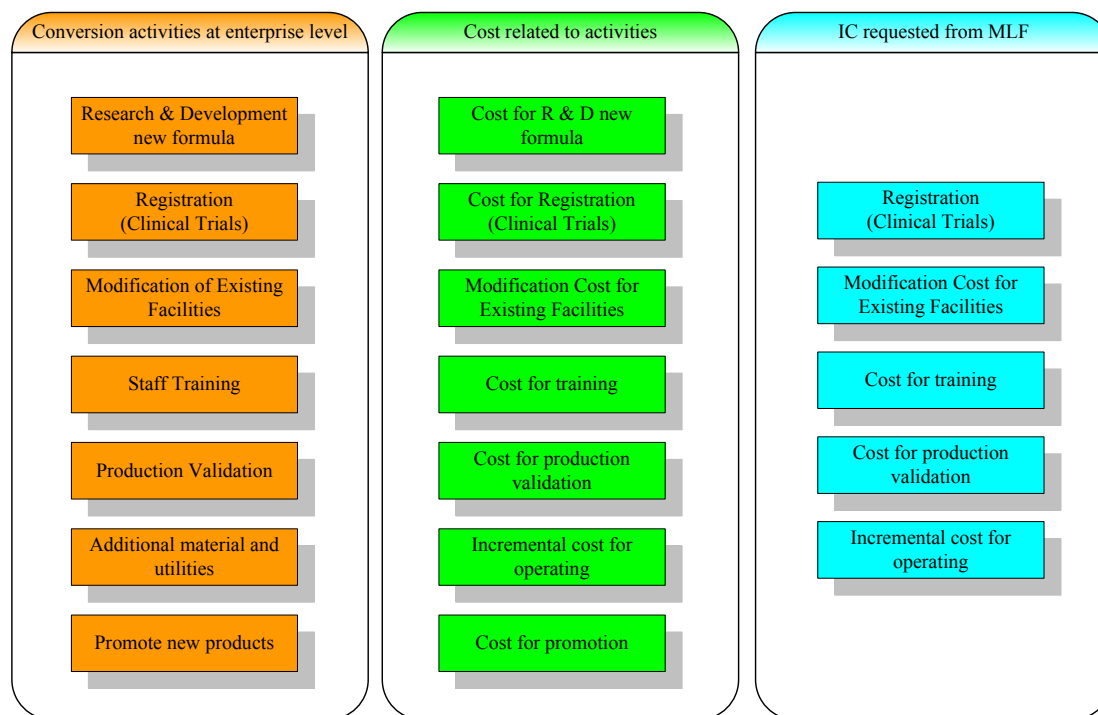 Conversion activities at enterprise level
Research & Development
new formula
Registration
(Clinical Trials)
Modification of Existing
Facilities
Staff Training
Production Validation
Additional material and
utilities
Promote new products
Cost related to activities
Cost for R & D new
formula
Cost for Registration
(Clinical Trials)
Modification Cost for
Existing Facilities
Cost for training
Cost for production
validation
Incremental cost for
operating
Cost for promotion
IC requested from MLF
Registration
(Clinical Trials)
Modification Cost for
Existing Facilities
Cost for training
Cost for production
validation
Incremental cost for
operating